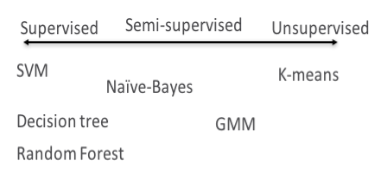 Supervised Semi-supervised Unsupervised
SVM
K-means
Naïve-Bayes
Decision tree
GMM
Random Forest